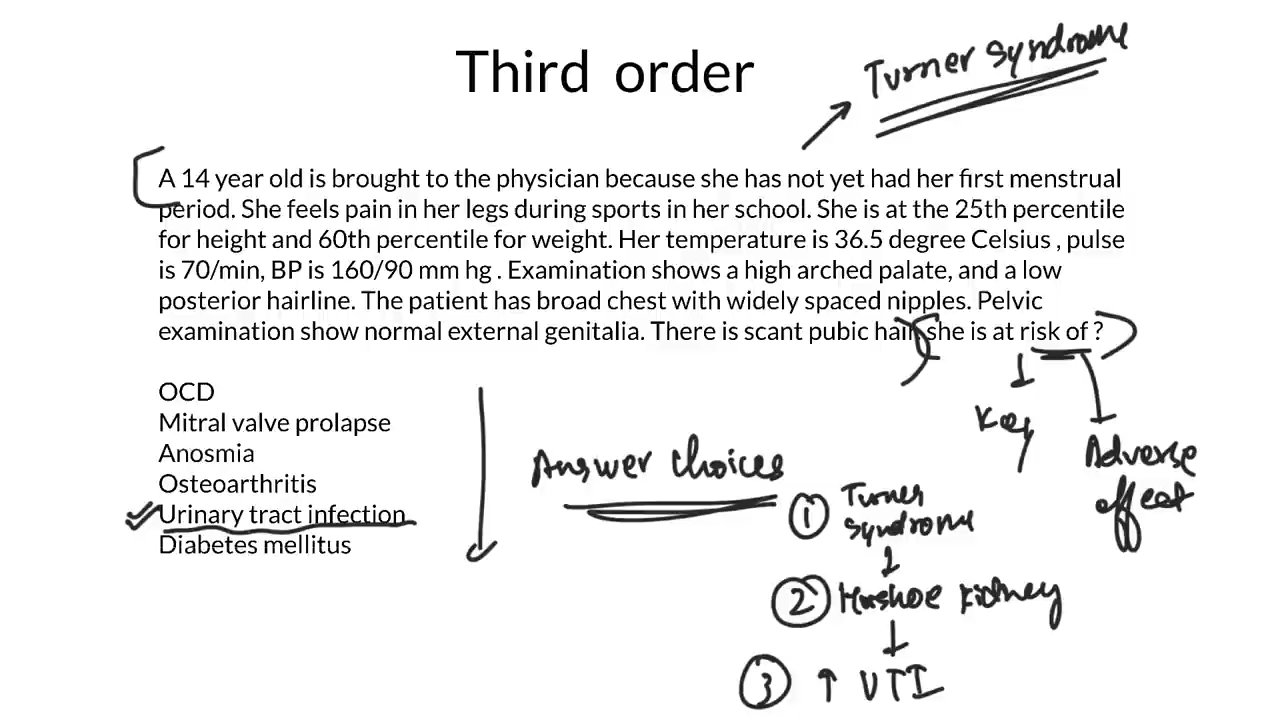 Third order
Turner Syndrome
A 14 year old is brought to the physician because she has not yet had her first menstrual
period. She feels pain in her legs during sports in her school. She is at the 25th percentile
for height and 60th percentile for weight. Her temperature is 36.5 degree Celsius , pulse
is 70/min, BP is 160/90 mm hg . Examination shows a high arched palate, and a low
posterior hairline. The patient has broad chest with widely spaced nipples. Pelvic
examination show normal external genitalia. There is scant pubic hair, she is at risk of ?
OCD
Mitral valve prolapse
Anosmia
Osteoarthritis
Urinary tract infection
Diabetes mellitus
Answer choices
Key
Adverse
effect
① Turner
Syndrome
② Hrshoe Kidney
③ ↑ UTI